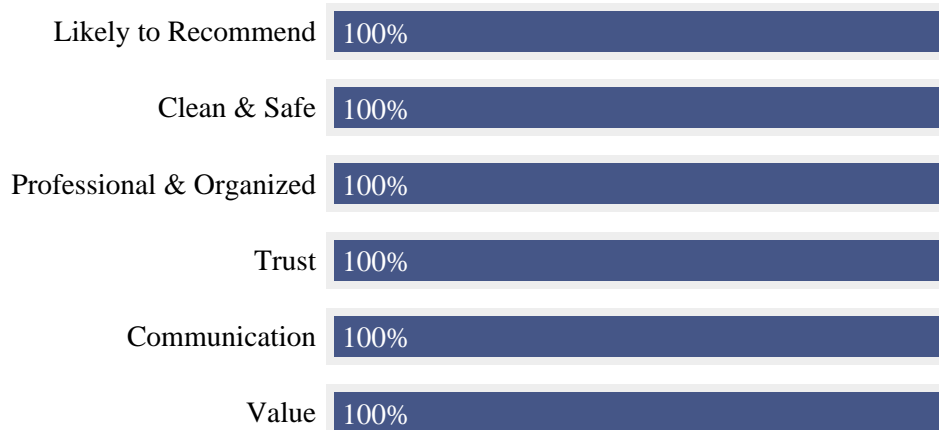 Likely to Recommend 100%
Clean & Safe 100%
Professional & Organized 100%
Trust 100%
Communication 100%
Value 100%